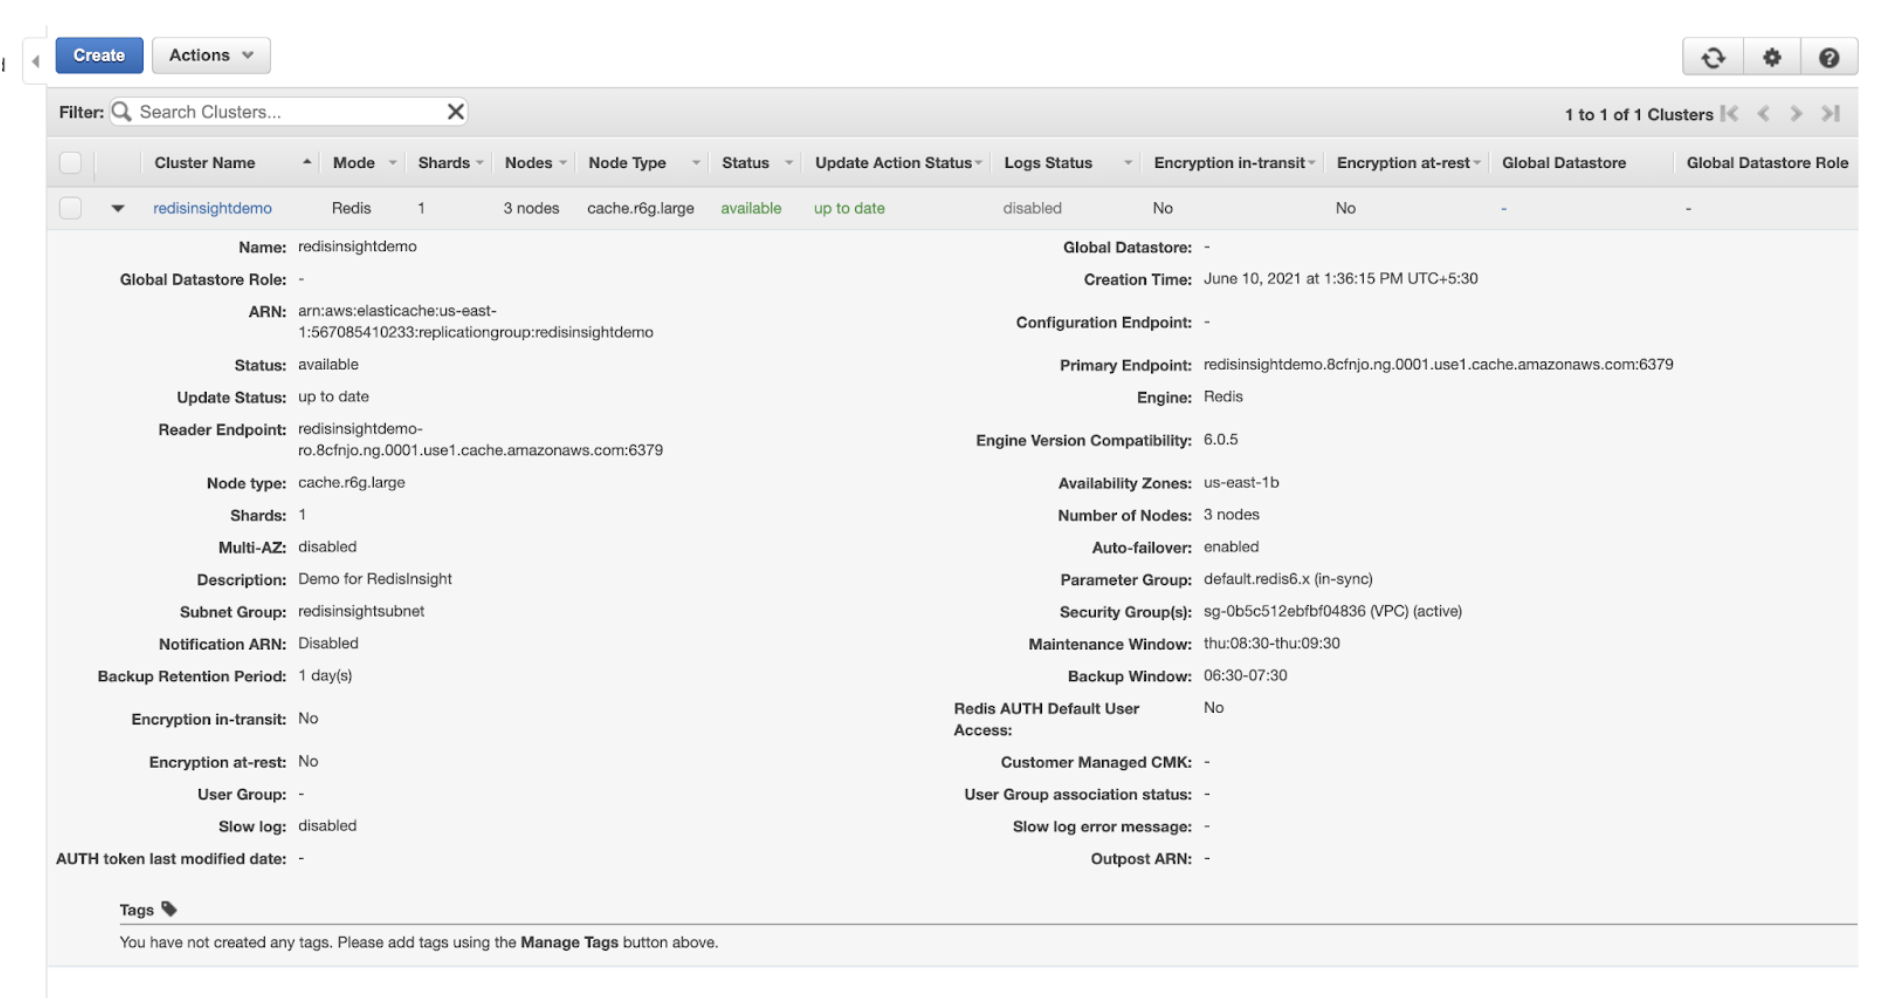 Create Actions
Filter: Search Clusters... 1 to 1 of 1 Clusters
Cluster Name Mode Shards Nodes Node Type Status Update Action Status Logs Status Encryption in-transit Encryption at-rest Global Datastore Global Datastore Role
redisinsightdemo Redis 1 3 nodes cache.r6g.large available up to date disabled No No - -
Name: redisinsightdemo Global Datastore: -
Global Datastore Role: - Creation Time: June 10, 2021 at 1:36:15 PM UTC+5:30
ARN: arn:aws:elasticache:us-east-
1:567085410233:replicationgroup:redisinsightdemo Configuration Endpoint: -
Status: available Primary Endpoint: redisinsightdemo.8cfnjo.ng.0001.use1.cache.amazonaws.com:6379
Update Status: up to date Engine: Redis
Reader Endpoint: redisinsightdemo-
ro.8cfnjo.ng.0001.use1.cache.amazonaws.com:6379 Engine Version Compatibility: 6.0.5
Node type: cache.r6g.large Availability Zones: us-east-1b
Shards: 1 Number of Nodes: 3 nodes
Multi-AZ: disabled Auto-failover: enabled
Description: Demo for RedisInsight Parameter Group: default.redis6.x (in-sync)
Subnet Group: redisinsightsubnet Security Group(s): sg-0b5c512ebfbf04836 (VPC) (active)
Notification ARN: Disabled Maintenance Window: thu:08:30-thu:09:30
Backup Retention Period: 1 day(s) Backup Window: 06:30-07:30
Encryption in-transit: No Redis AUTH Default User No
Access:
Encryption at-rest: No Customer Managed CMK: -
User Group: - User Group association status: -
Slow log: disabled Slow log error message: -
AUTH token last modified date: - Outpost ARN: -
Tags
You have not created any tags. Please add tags using the Manage Tags button above.